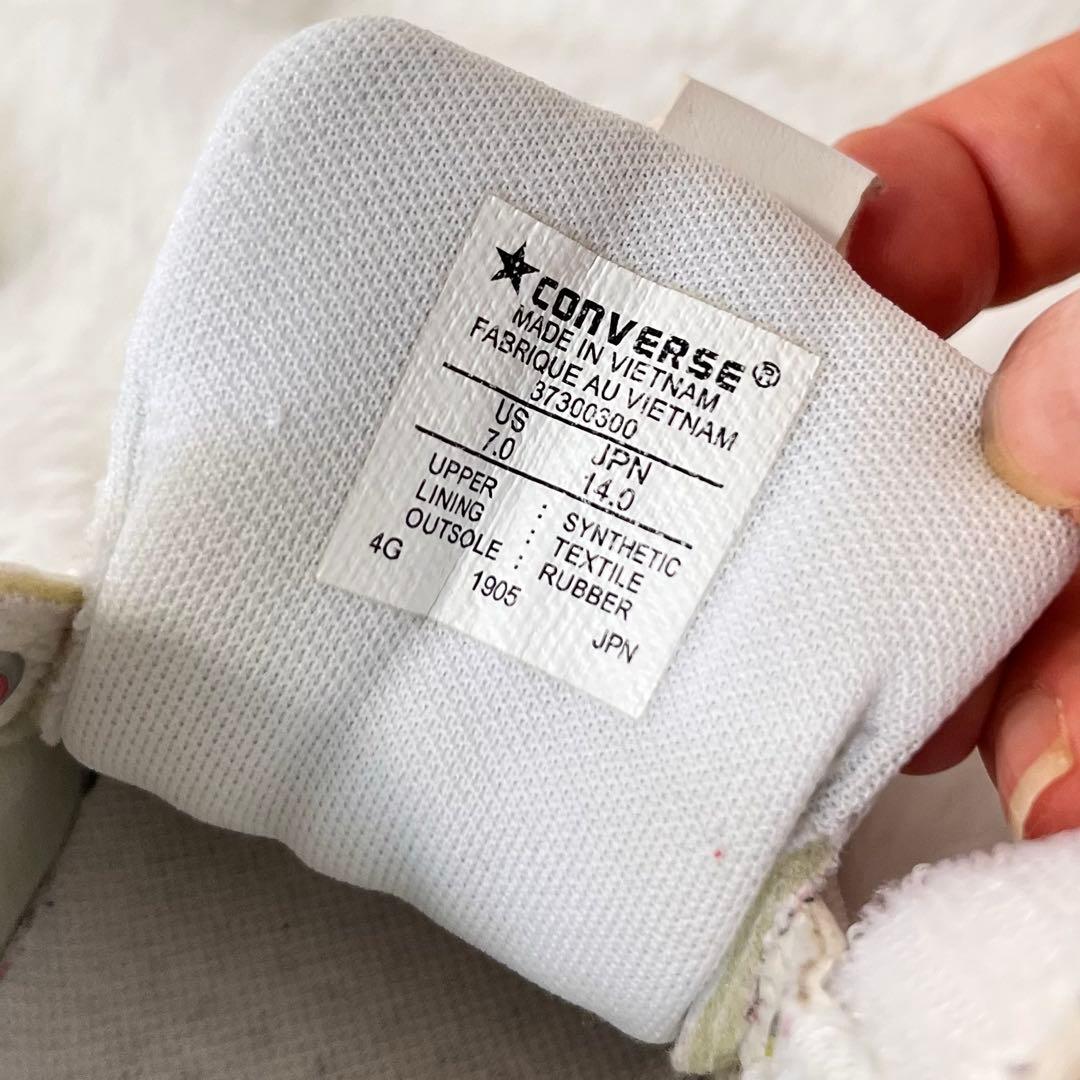 ★CONVERSE®
MADE IN VIETNAM
FABRIQUE AU VIETNAM
37300300
US JPN
7.0 14.0
UPPER : SYNTHETIC
LINING : TEXTILE
OUTSOLE : RUBBER
4G 1905 JPN